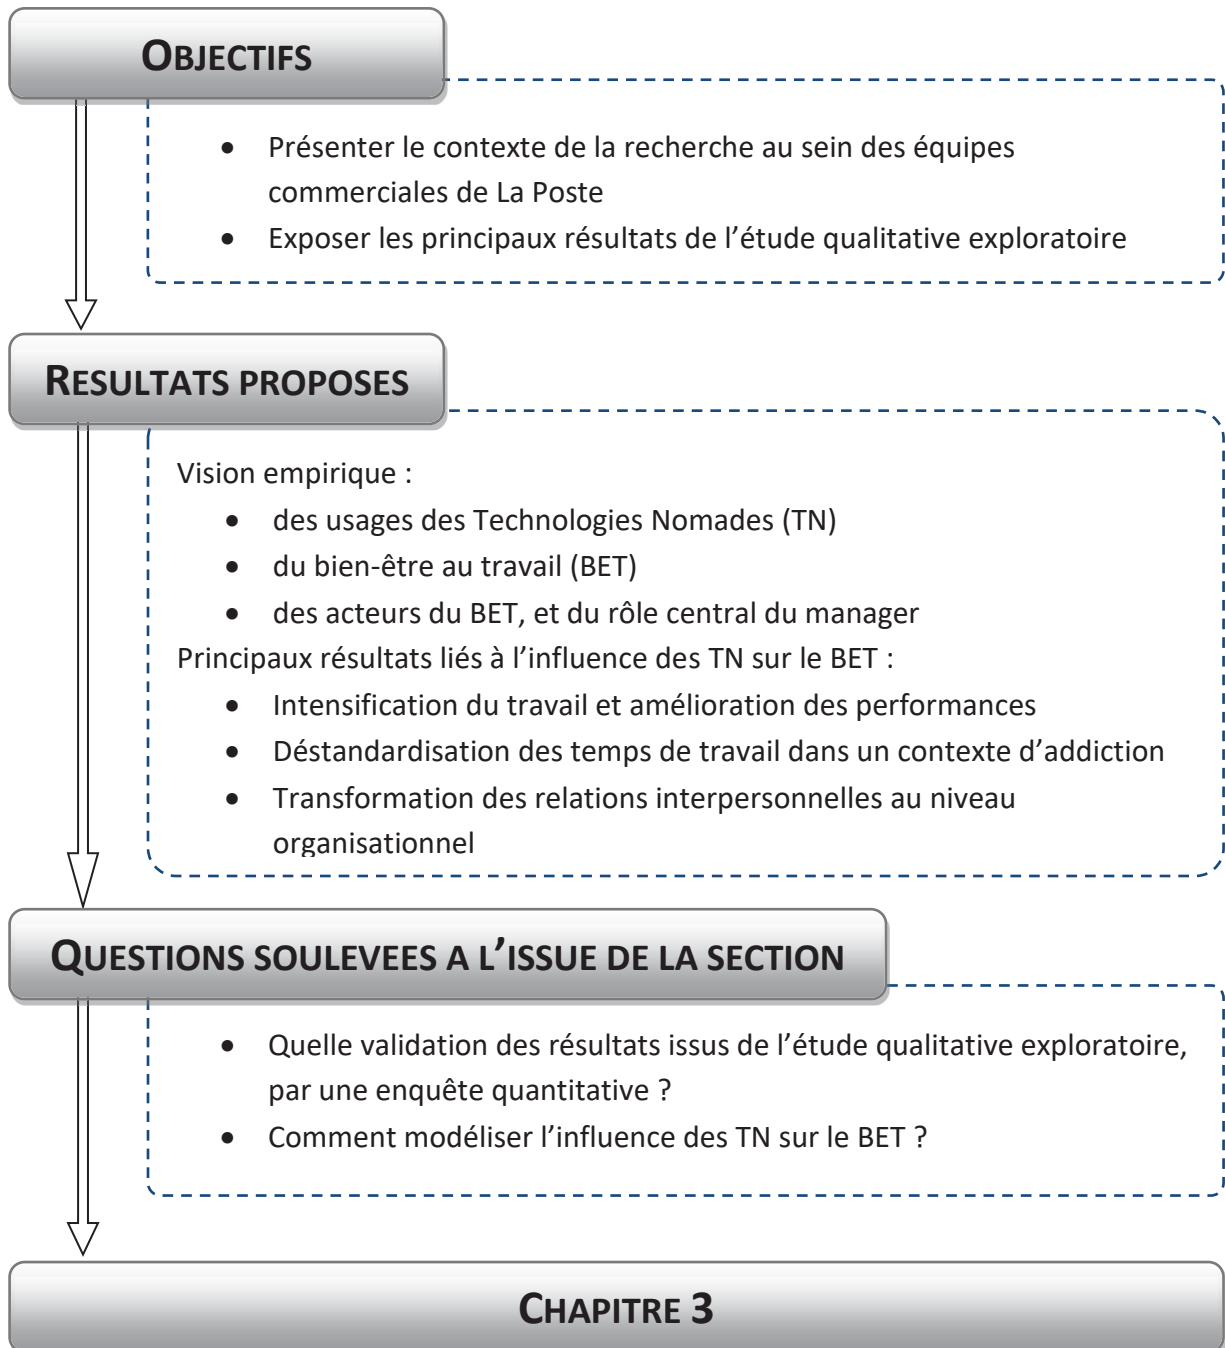 OBJECTIFS
• Présenter le contexte de la recherche au sein des équipes
commerciales de La Poste
• Exposer les principaux résultats de l’étude qualitative exploratoire
RESULTATS PROPOSES
Vision empirique :
• des usages des Technologies Nomades (TN)
• du bien-être au travail (BET)
• des acteurs du BET, et du rôle central du manager
Principaux résultats liés à l’influence des TN sur le BET :
• Intensification du travail et amélioration des performances
• Déstandardisation des temps de travail dans un contexte d’addiction
• Transformation des relations interpersonnelles au niveau
organisationnel
QUESTIONS SOULEVEES A L’ISSUE DE LA SECTION
• Quelle validation des résultats issus de l’étude qualitative exploratoire,
par une enquête quantitative ?
• Comment modéliser l’influence des TN sur le BET ?
CHAPITRE 3